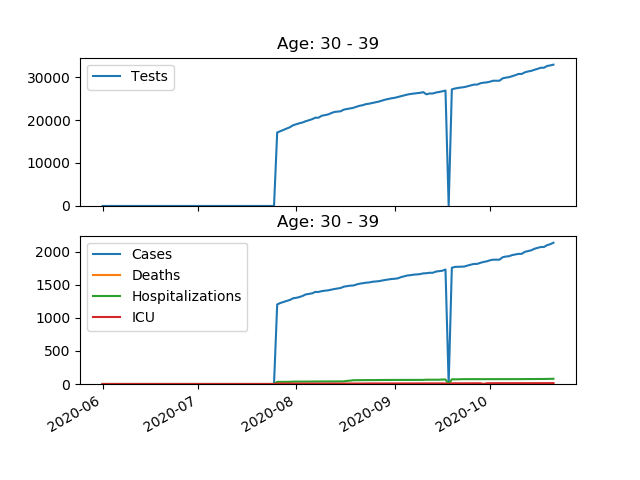 Age: 30 - 39
Tests
30000
20000
10000
0
Age: 30 - 39
Cases
Deaths
Hospitalizations
ICU
2000
1500
1000
500
0
2020-06
2020-07
2020-08
2020-09
2020-10